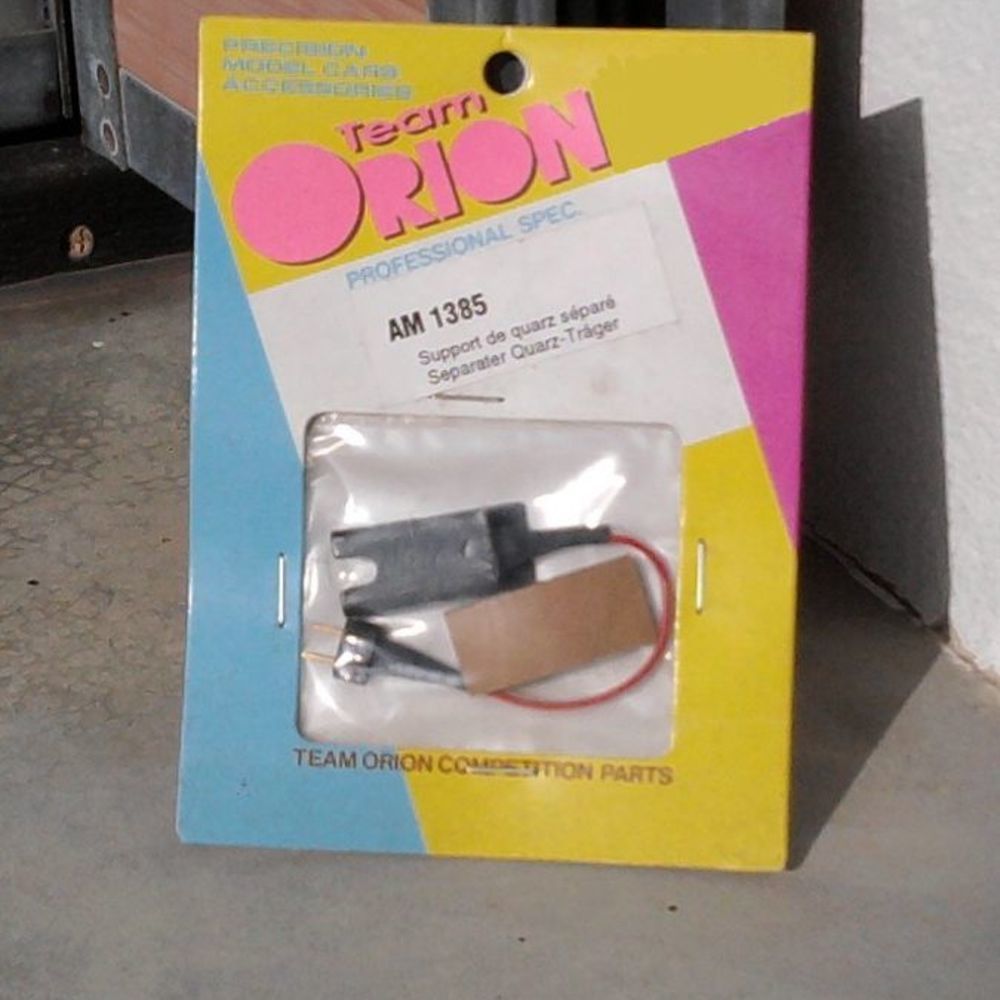 PRECISION
MODEL CARS
ACCESSORIES
Team
ORION
PROFESSIONAL SPEC.
AM 1385
Support de quarz séparé
Separater Quarz-Träger
TEAM ORION COMPETITION PARTS